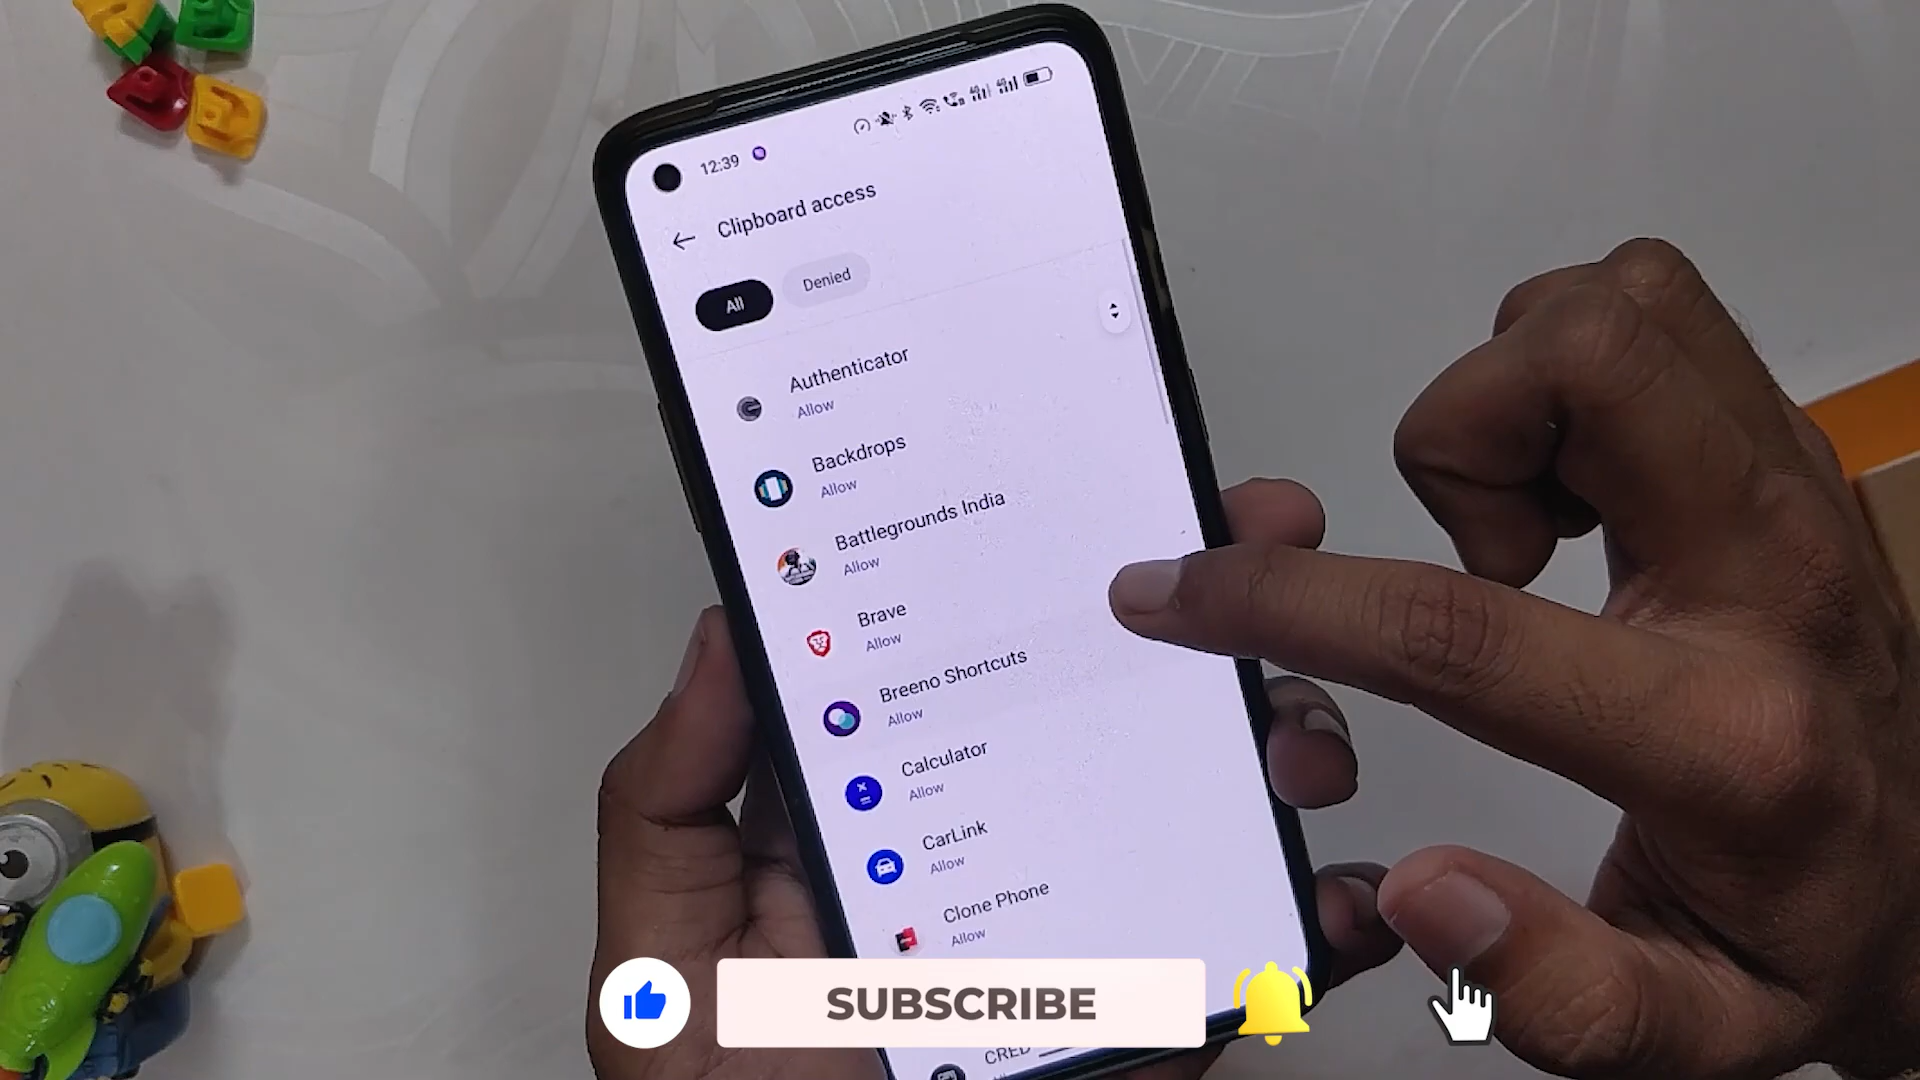 12:39
Clipboard access
All
Denied
Authenticator
Allow
Backdrops
Allow
Battlegrounds India
Allow
Brave
Allow
Breeno Shortcuts
Allow
Calculator
Allow
CarLink
Allow
Clone Phone
Allow
SUBSCRIBE
CRED